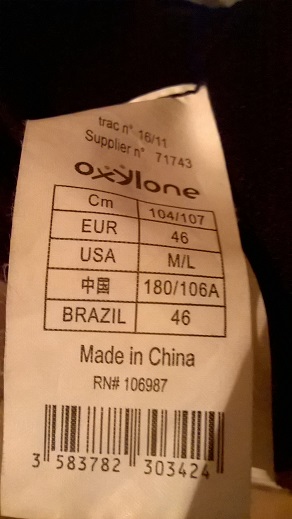 trac n° 16/11
Supplier n° 71743
oxylone
Cm 104/107
EUR 46
USA M/L
中国 180/106A
BRAZIL 46
Made in China
RN# 106987
3 583782 303424